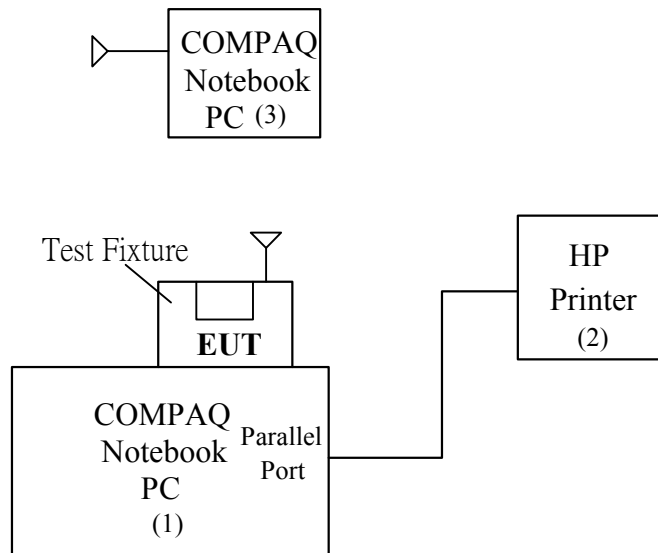 COMPAQ
Notebook
PC (3)
Test Fixture
EUT
HP
Printer
(2)
COMPAQ
Notebook
PC
(1)
Parallel
Port